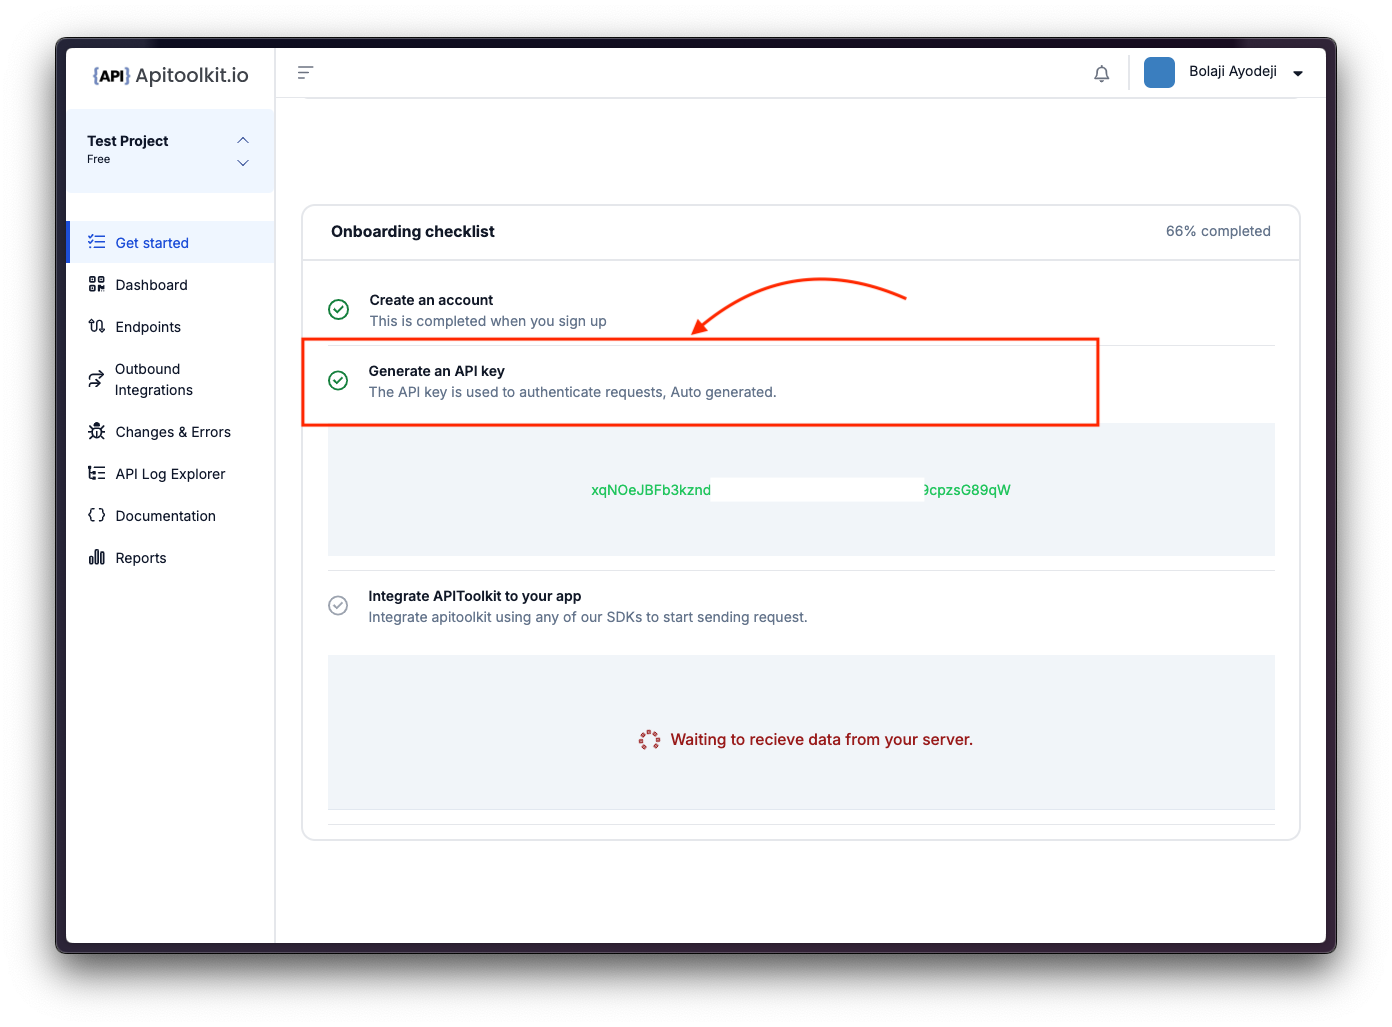 {API} Apitoolkit.io
Bolaji Ayodeji
Test Project
Free
Get started
Dashboard
Endpoints
Outbound
Integrations
Changes & Errors
API Log Explorer
Documentation
Reports
Onboarding checklist
66% completed
Create an account
This is completed when you sign up
Generate an API key
The API key is used to authenticate requests, Auto generated.
xqNOeJBFb3kznd
9cpzsG89qW
Integrate APIToolkit to your app
Integrate apitoolkit using any of our SDKs to start sending request.
Waiting to recieve data from your server.